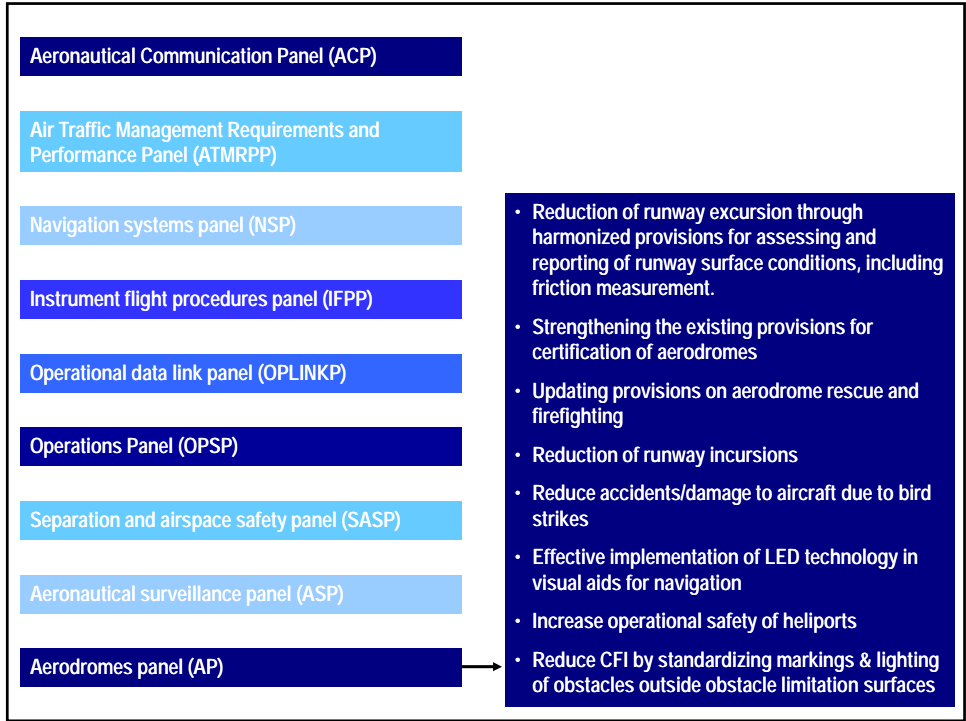 Aeronautical Communication Panel (ACP)
Air Traffic Management Requirements and
Performance Panel (ATMRPP)
Navigation systems panel (NSP)
Instrument flight procedures panel (IFPP)
Operational data link panel (OPLINKP)
Operations Panel (OPSP)
Separation and airspace safety panel (SASP)
Aeronautical surveillance panel (ASP)
Aerodromes panel (AP)
• Reduction of runway excursion through
harmonized provisions for assessing and
reporting of runway surface conditions, including
friction measurement.
• Strengthening the existing provisions for
certification of aerodromes
• Updating provisions on aerodrome rescue and
firefighting
• Reduction of runway incursions
• Reduce accidents/damage to aircraft due to bird
strikes
• Effective implementation of LED technology in
visual aids for navigation
• Increase operational safety of heliports
• Reduce CFI by standardizing markings & lighting
of obstacles outside obstacle limitation surfaces